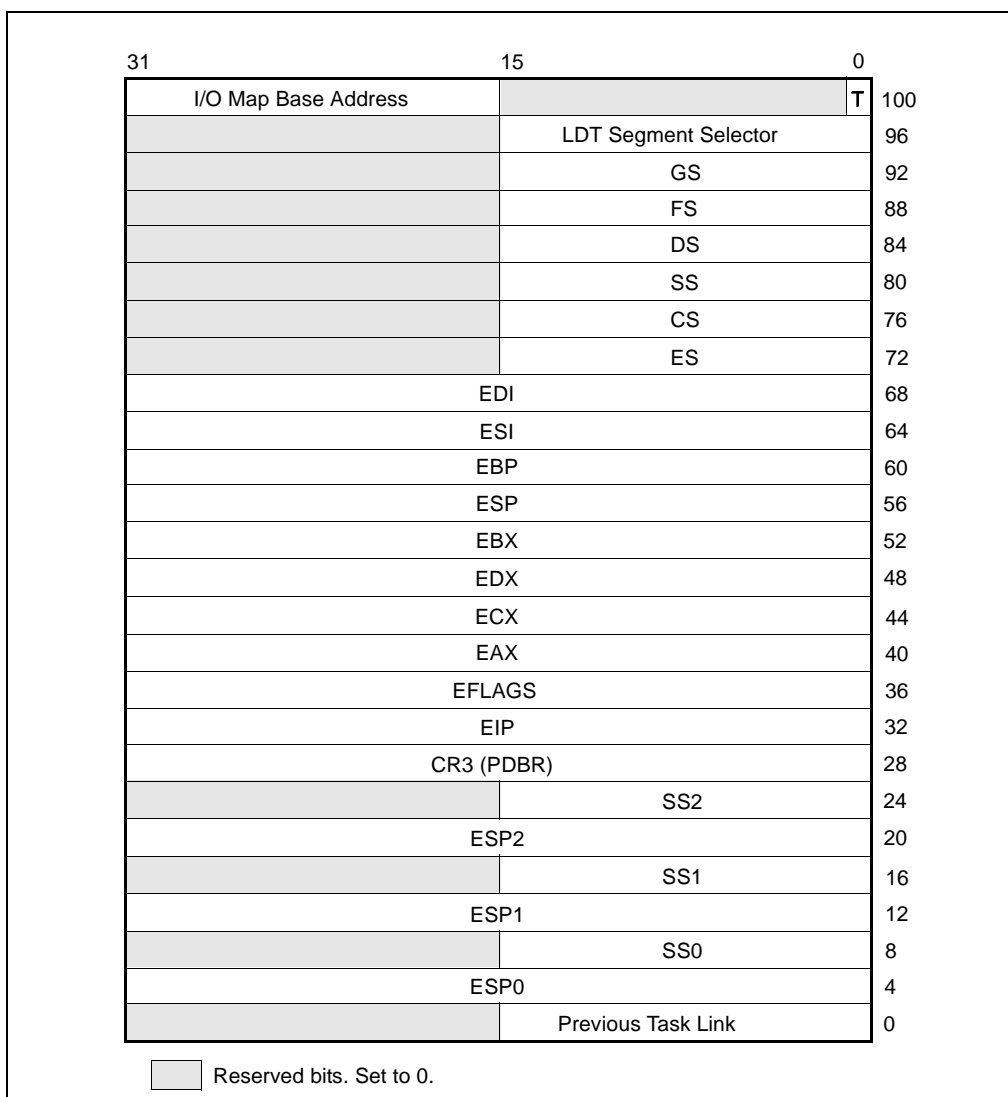 31 15 0
I/O Map Base Address T 100
LDT Segment Selector 96
GS 92
FS 88
DS 84
SS 80
CS 76
ES 72
EDI 68
ESI 64
EBP 60
ESP 56
EBX 52
EDX 48
ECX 44
EAX 40
EFLAGS 36
EIP 32
CR3 (PDBR) 28
SS2 24
ESP2 20
SS1 16
ESP1 12
SS0 8
ESP0 4
Previous Task Link 0
Reserved bits. Set to 0.